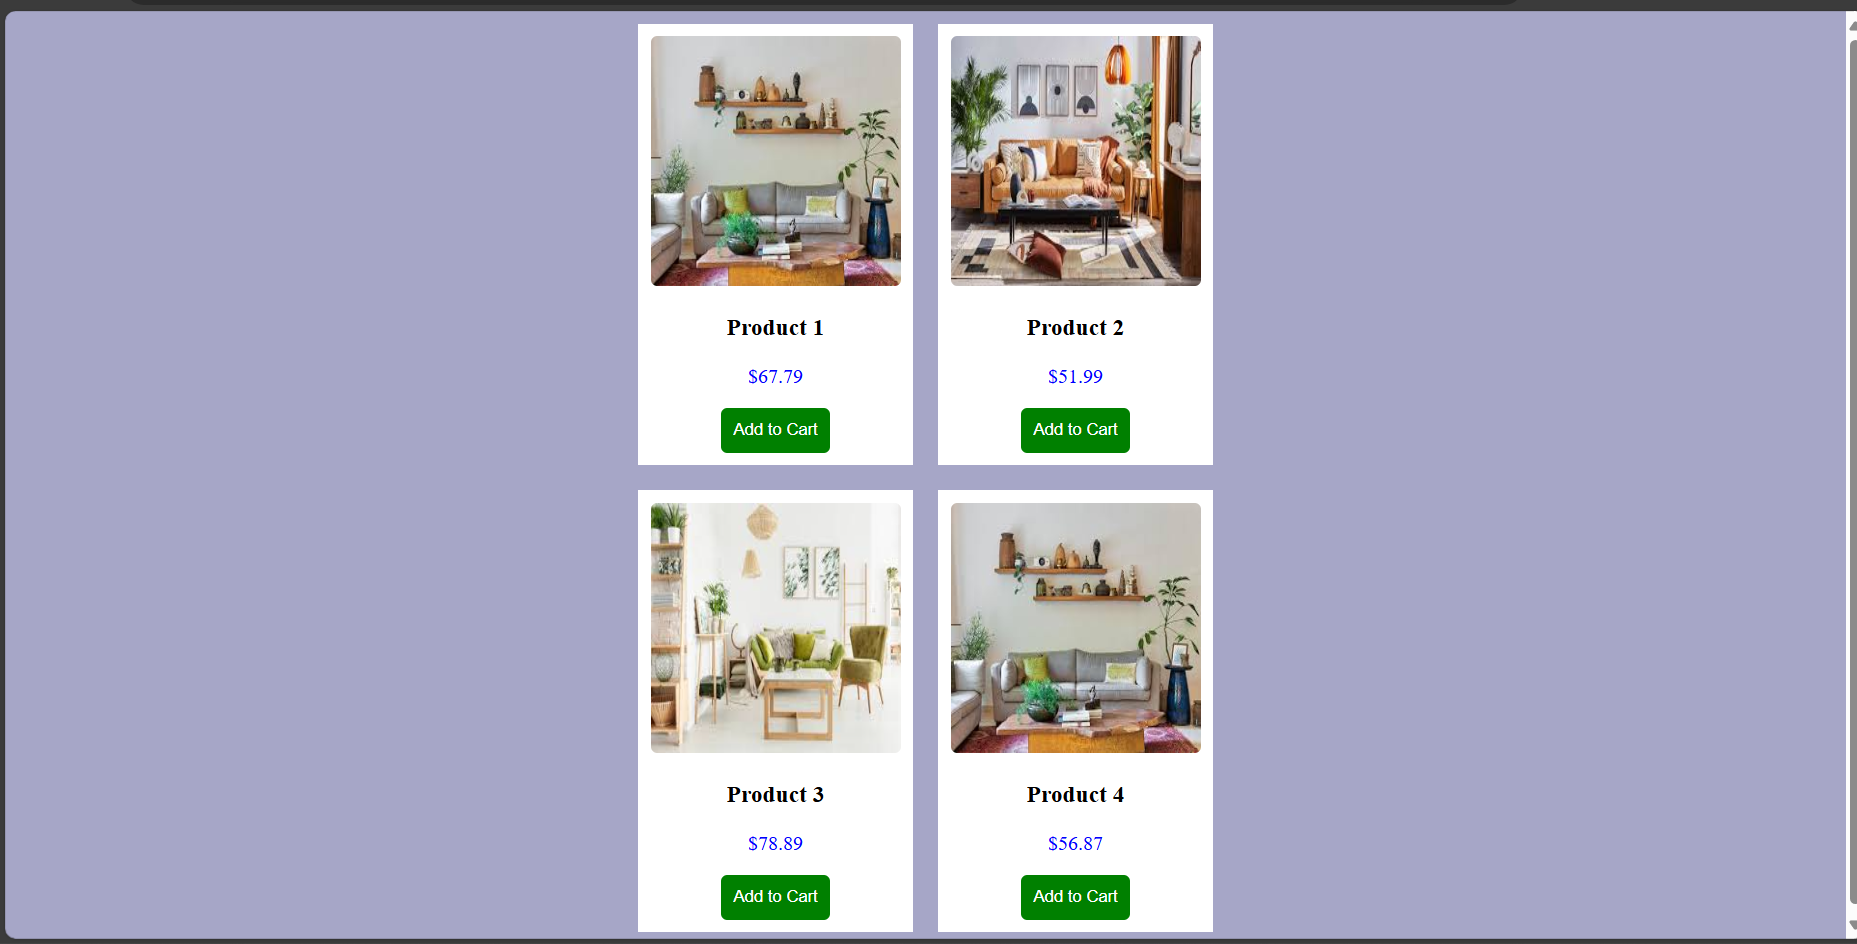 Product 1
$67.79
Add to Cart
Product 2
$51.99
Add to Cart
Product 3
$78.89
Add to Cart
Product 4
$56.87
Add to Cart